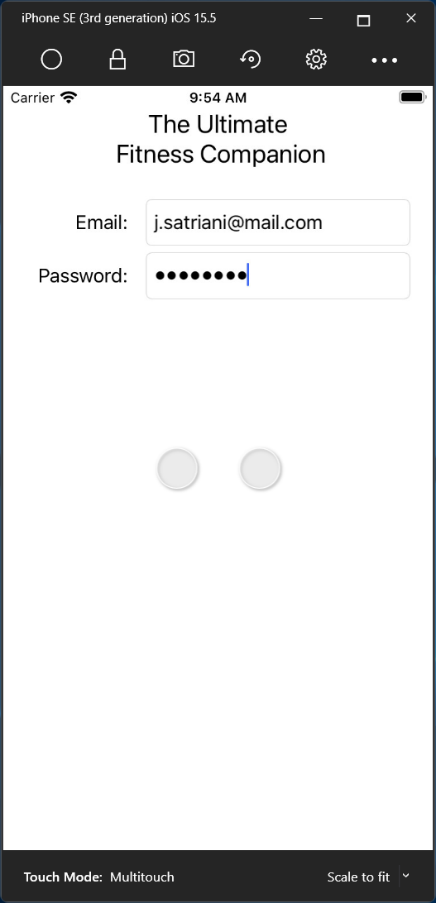 iPhone SE (3rd generation) iOS 15.5
Carrier 9:54 AM
The Ultimate
Fitness Companion
Email: j.satriani@mail.com
Password: ●●●●●●●●
Touch Mode: Multitouch Scale to fit